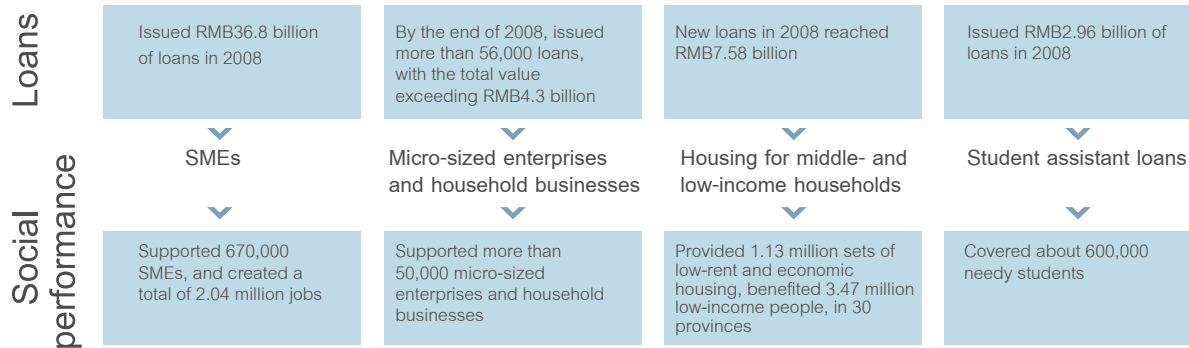 Loans
Issued RMB36.8 billion
of loans in 2008
By the end of 2008, issued
more than 56,000 loans,
with the total value
exceeding RMB4.3 billion
New loans in 2008 reached
RMB7.58 billion
Issued RMB2.96 billion of
loans in 2008
SMEs
Micro-sized enterprises
and household businesses
Housing for middle- and
low-income households
Student assistant loans
Social
performance
Supported 670,000
SMEs, and created a
total of 2.04 million jobs
Supported more than
50,000 micro-sized
enterprises and household
businesses
Provided 1.13 million sets of
low-rent and economic
housing, benefited 3.47 million
low-income people, in 30
provinces
Covered about 600,000
needy students